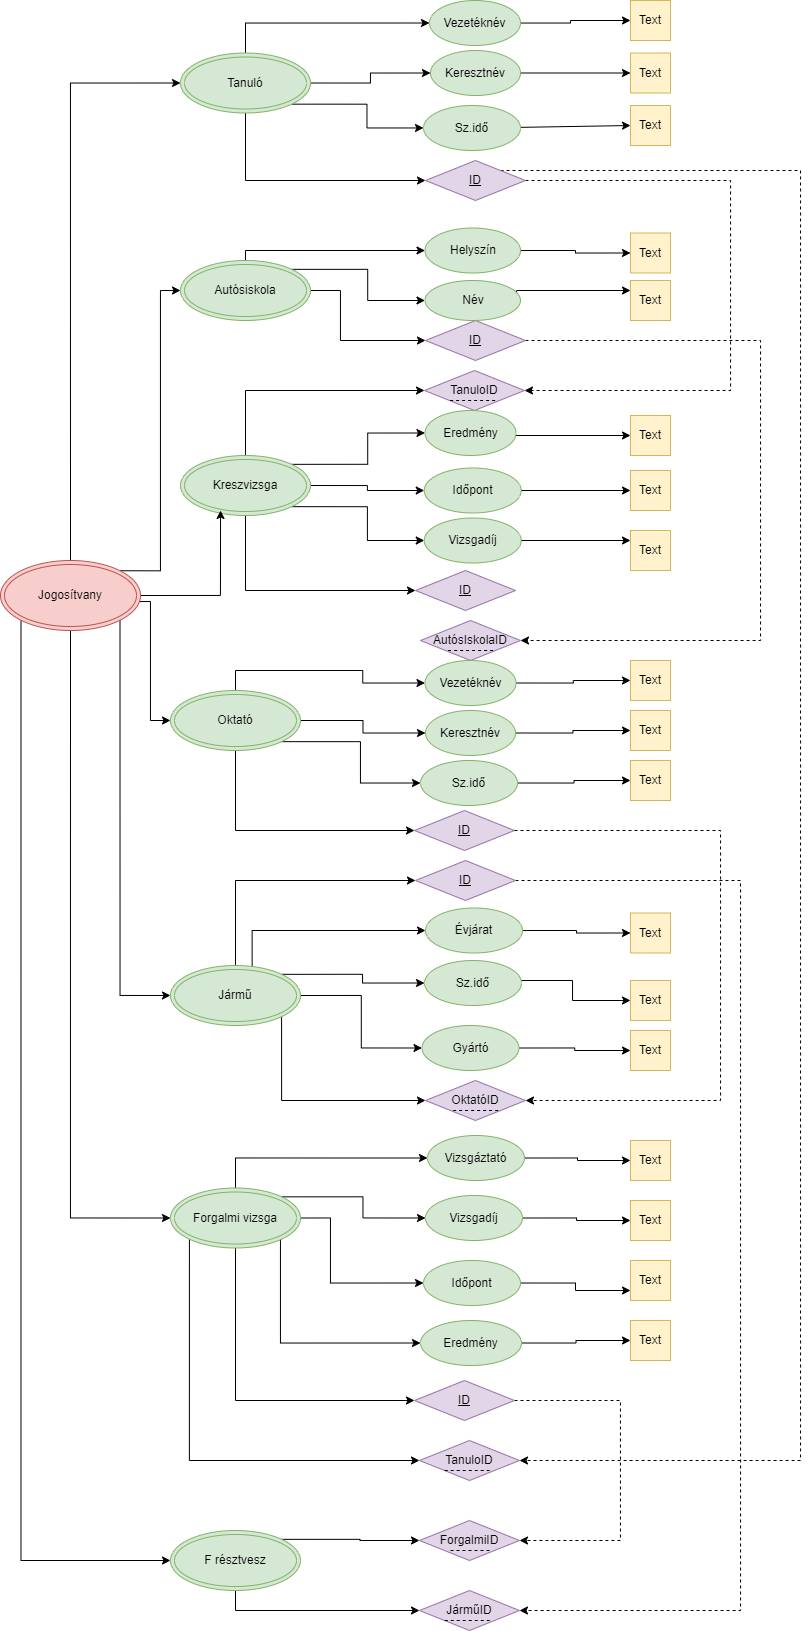 Vezetéknév
Text
Tanuló
Keresztnév
Text
Sz.idő
Text
ID
Helyszín
Text
Autósiskola
Név
Text
ID
TanuloID
Eredmény
Text
Kreszvizsga
Időpont
Text
Vizsgadíj
Text
ID
Jogosítvany
AutósIskolaID
Vezetéknév
Text
Oktató
Keresztnév
Text
Sz.idő
Text
ID
ID
Évjárat
Text
Jármű
Sz.idő
Text
Gyártó
Text
OktatóID
Vizsgáztató
Text
Forgalmi vizsga
Vizsgadíj
Text
Időpont
Text
Eredmény
Text
ID
TanuloID
ForgalmiID
F résztvesz
JárműID